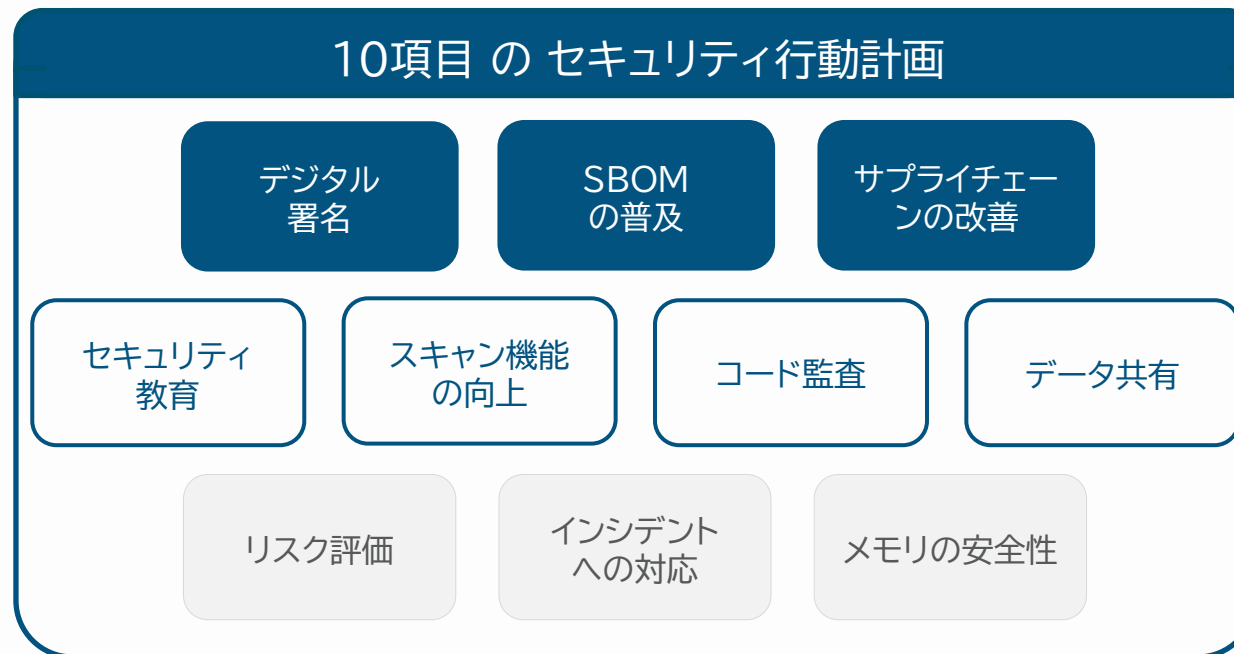 10項目 の セキュリティ行動計画
デジタル
署名
SBOM
の普及
サプライチェー
ンの改善
セキュリティ
教育
スキャン機能
の向上
コード監査
データ共有
リスク評価
インシデント
への対応
メモリの安全性